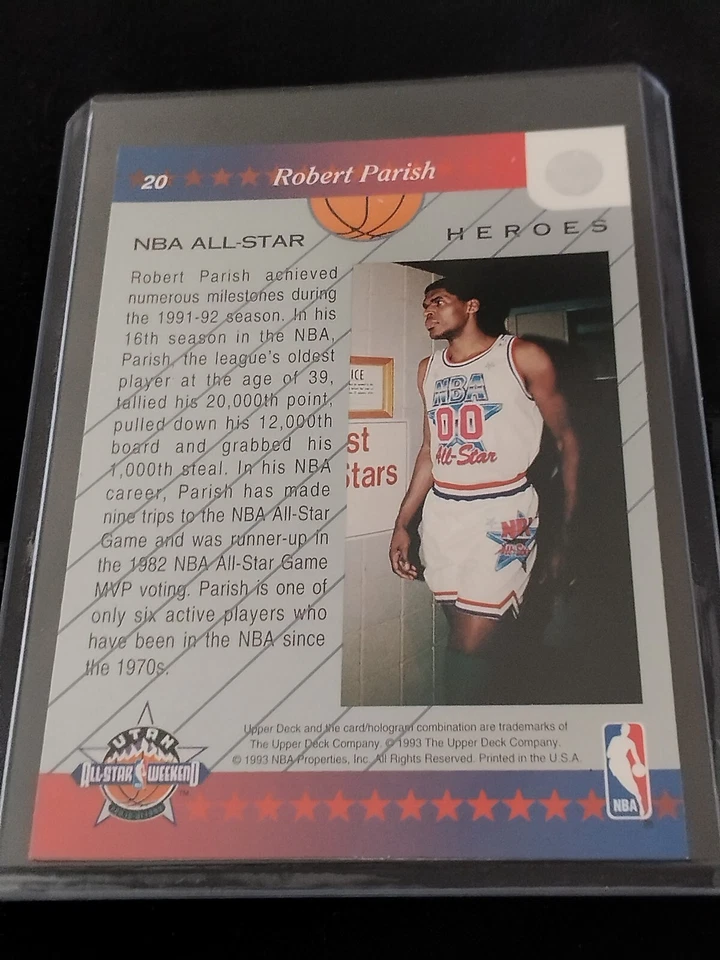 20 Robert Parish
NBA ALL-STAR HEROES
Robert Parish achieved
numerous milestones during
the 1991-92 season. In his
16th season in the NBA,
Parish, the league's oldest
player at the age of 39,
tallied his 20,000th point,
pulled down his 12,000th
board and grabbed his
1,000th steal. In his NBA
career, Parish has made
nine trips to the NBA All-Star
Game and was runner-up in
the 1982 NBA All-Star Game
MVP voting. Parish is one of
only six active players who
have been in the NBA since
the 1970s.
ICE
st
Stars
NBA
00
All-Star
NBA
All-Star
UTAH
ALL-STAR WEEKEND
Upper Deck and the card/hologram combination are trademarks of
The Upper Deck Company. © 1993 The Upper Deck Company.
© 1993 NBA Properties, Inc. All Rights Reserved. Printed in the U.S.A.
NBA